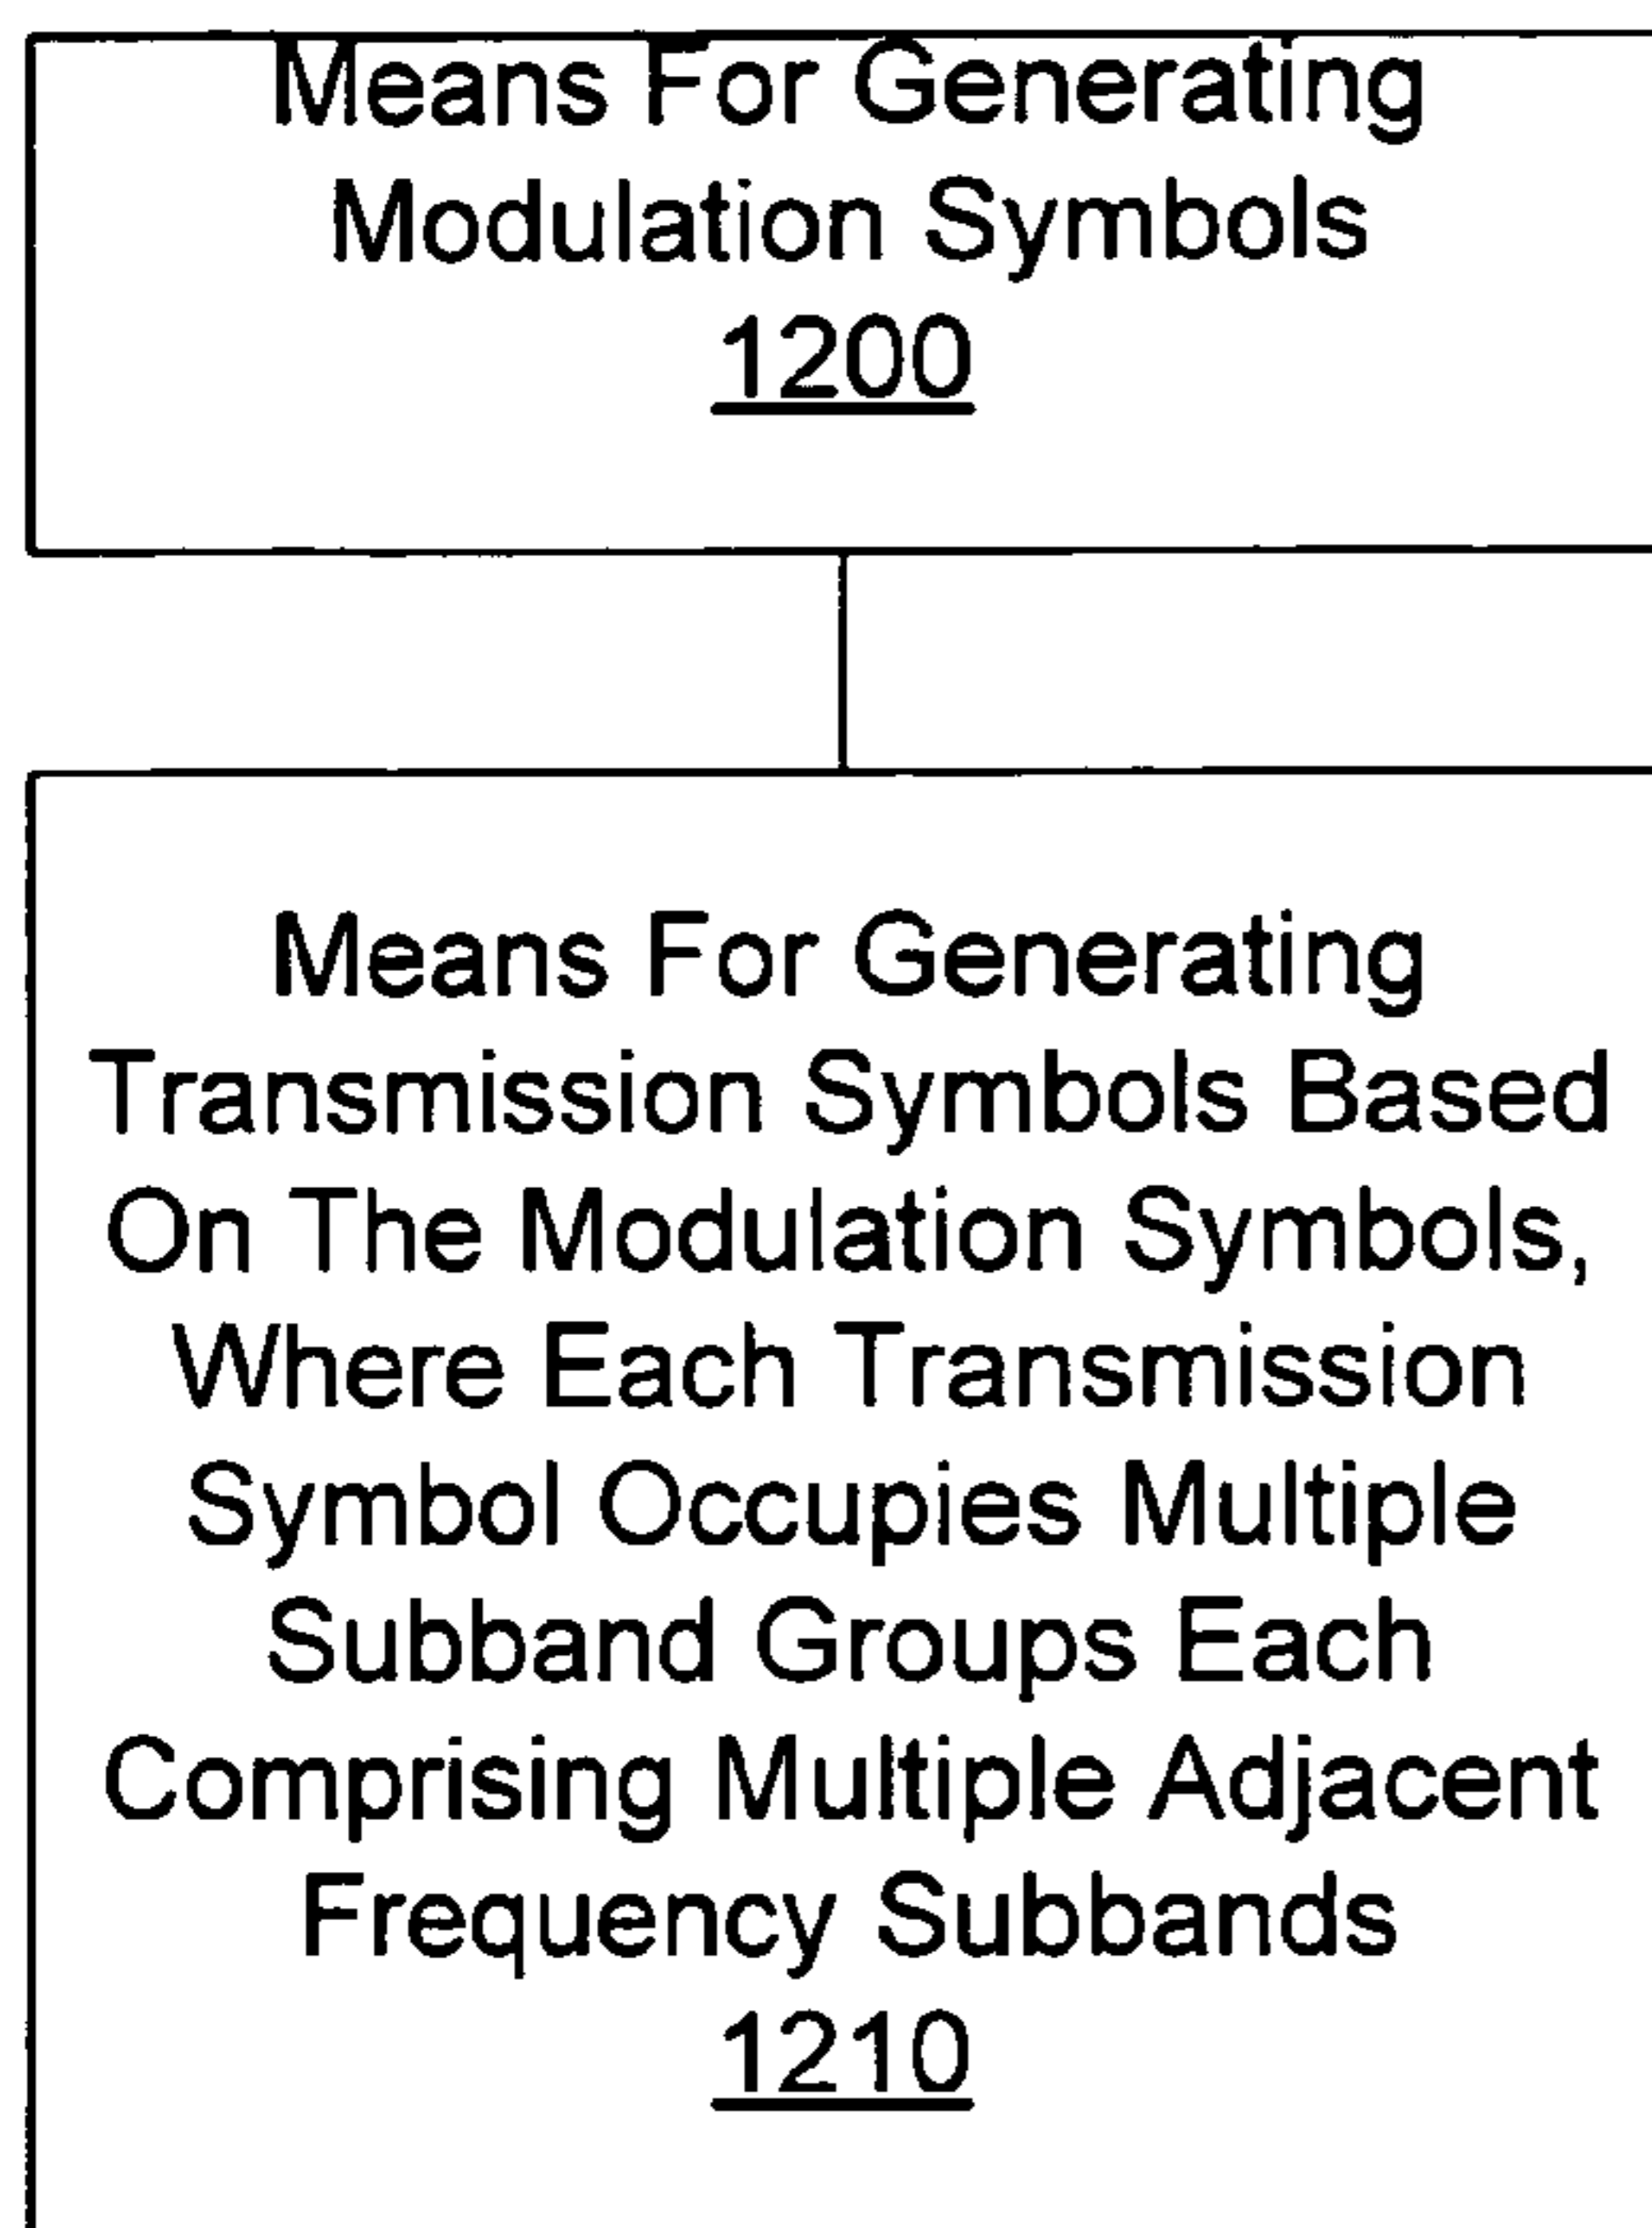 Means For Generating
Modulation Symbols
1200
Means For Generating
Transmission Symbols Based
On The Modulation Symbols,
Where Each Transmission
Symbol Occupies Multiple
Subband Groups Each
Comprising Multiple Adjacent
Frequency Subbands
1210